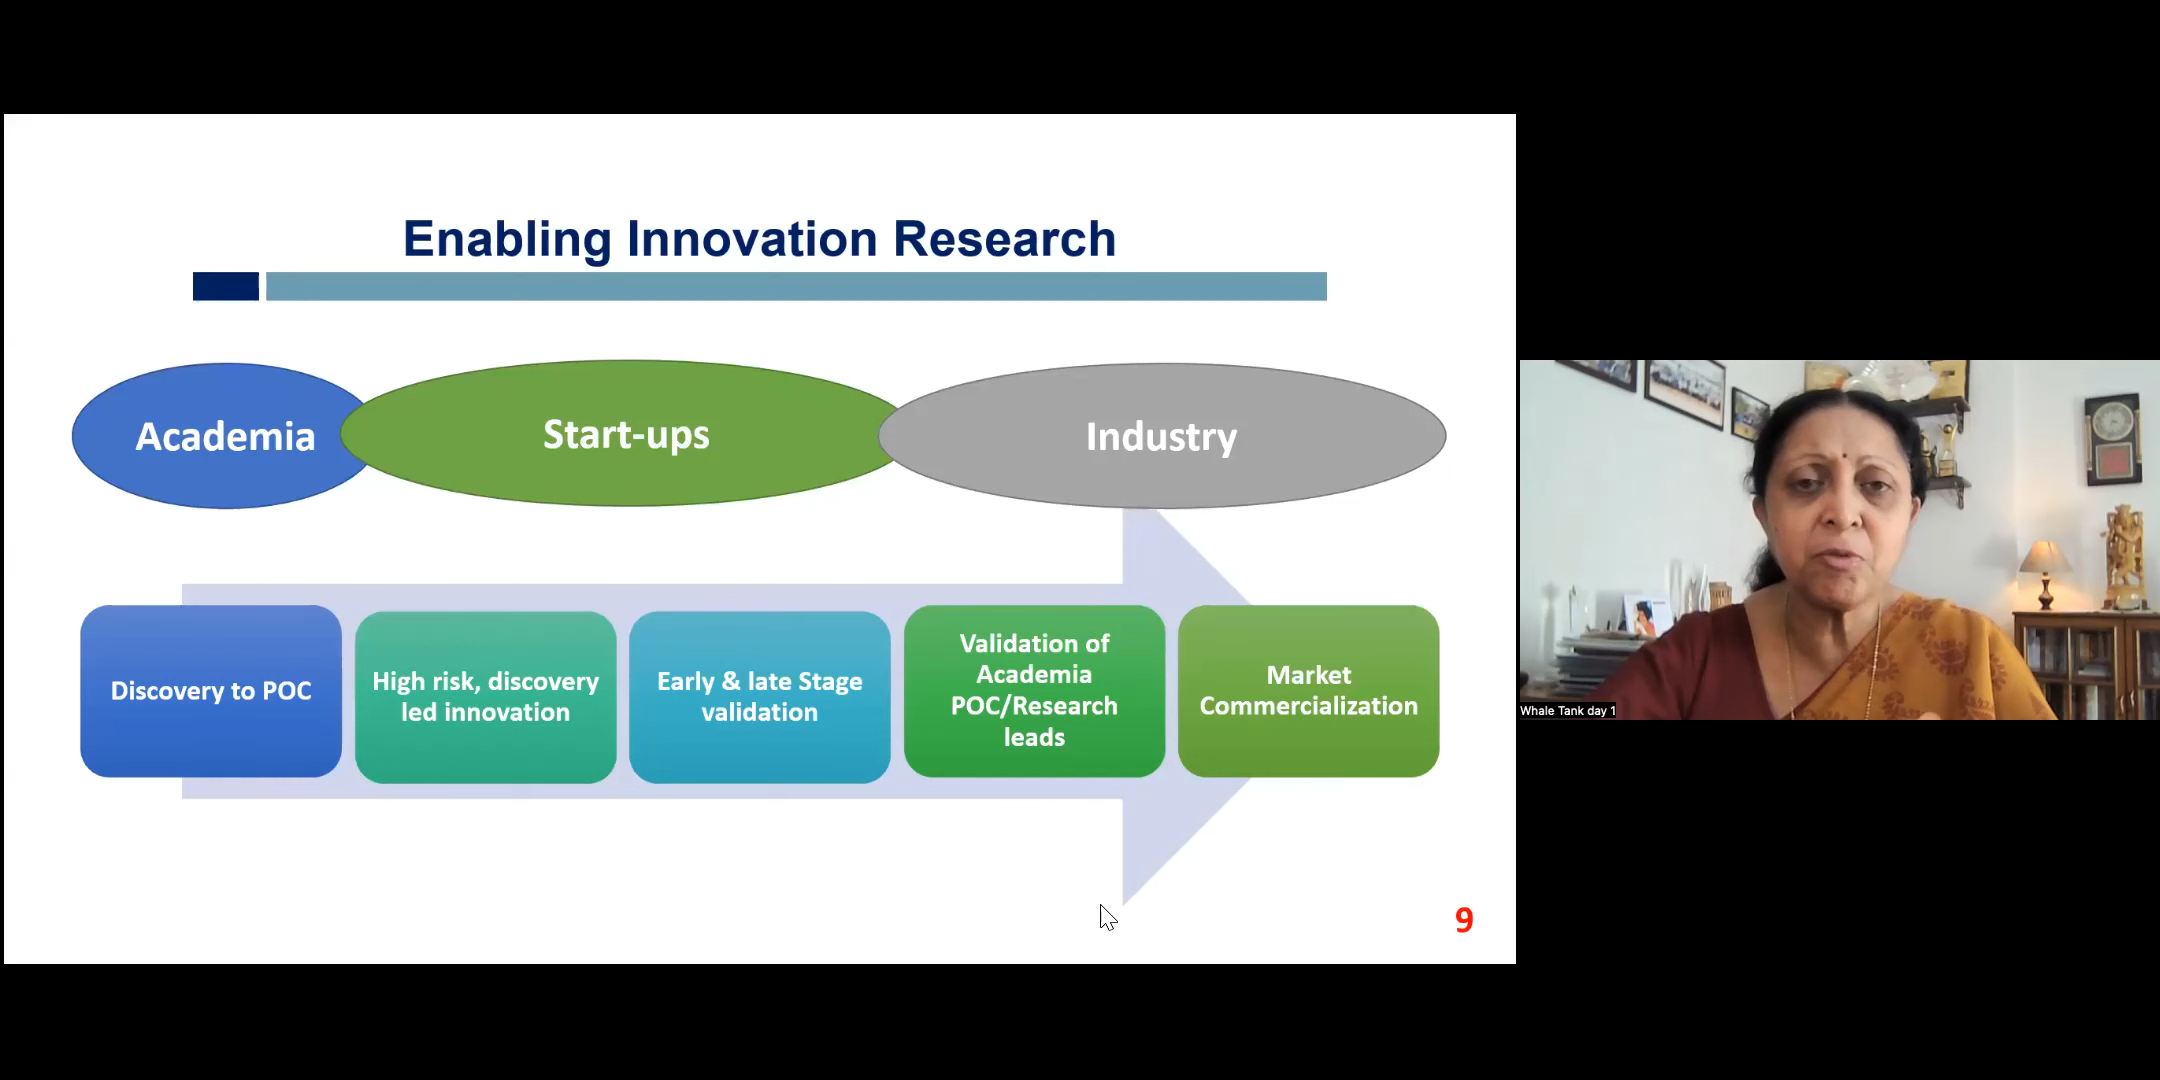 Enabling Innovation Research
Academia
Start-ups
Industry
Discovery to POC
High risk, discovery
led innovation
Early & late Stage
validation
Validation of
Academia
POC/Research
leads
Market
Commercialization
9
Whale Tank day 1